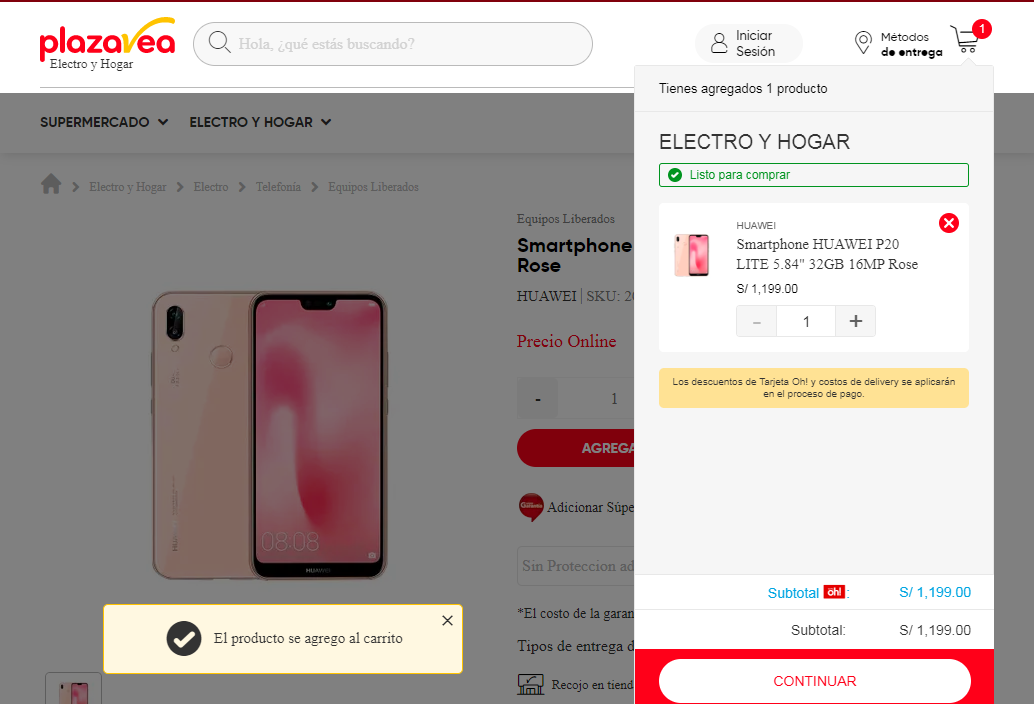 plazavea
Electro y Hogar
Hola, ¿qué estás buscando?
Iniciar
Sesión
Métodos
de entrega
1
SUPERMERCADO
ELECTRO Y HOGAR
Electro y Hogar
Electro
Telefonía
Equipos Liberados
Equipos Liberados
Smartphone
Rose
HUAWEI
SKU: 20
Precio Online
-
1
AGREGA
Adicionar Súpe
Sin Proteccion ad
*El costo de la garan
Tipos de entrega d
Recojo en tiend
08:08
HUAWEI
El producto se agrego al carrito
Tienes agregados 1 producto
ELECTRO Y HOGAR
Listo para comprar
HUAWEI
Smartphone HUAWEI P20
LITE 5.84" 32GB 16MP Rose
S/ 1,199.00
- 1 +
Los descuentos de Tarjeta Oh! y costos de delivery se aplicarán
en el proceso de pago.
Subtotal oh!: S/ 1,199.00
Subtotal: S/ 1,199.00
CONTINUAR